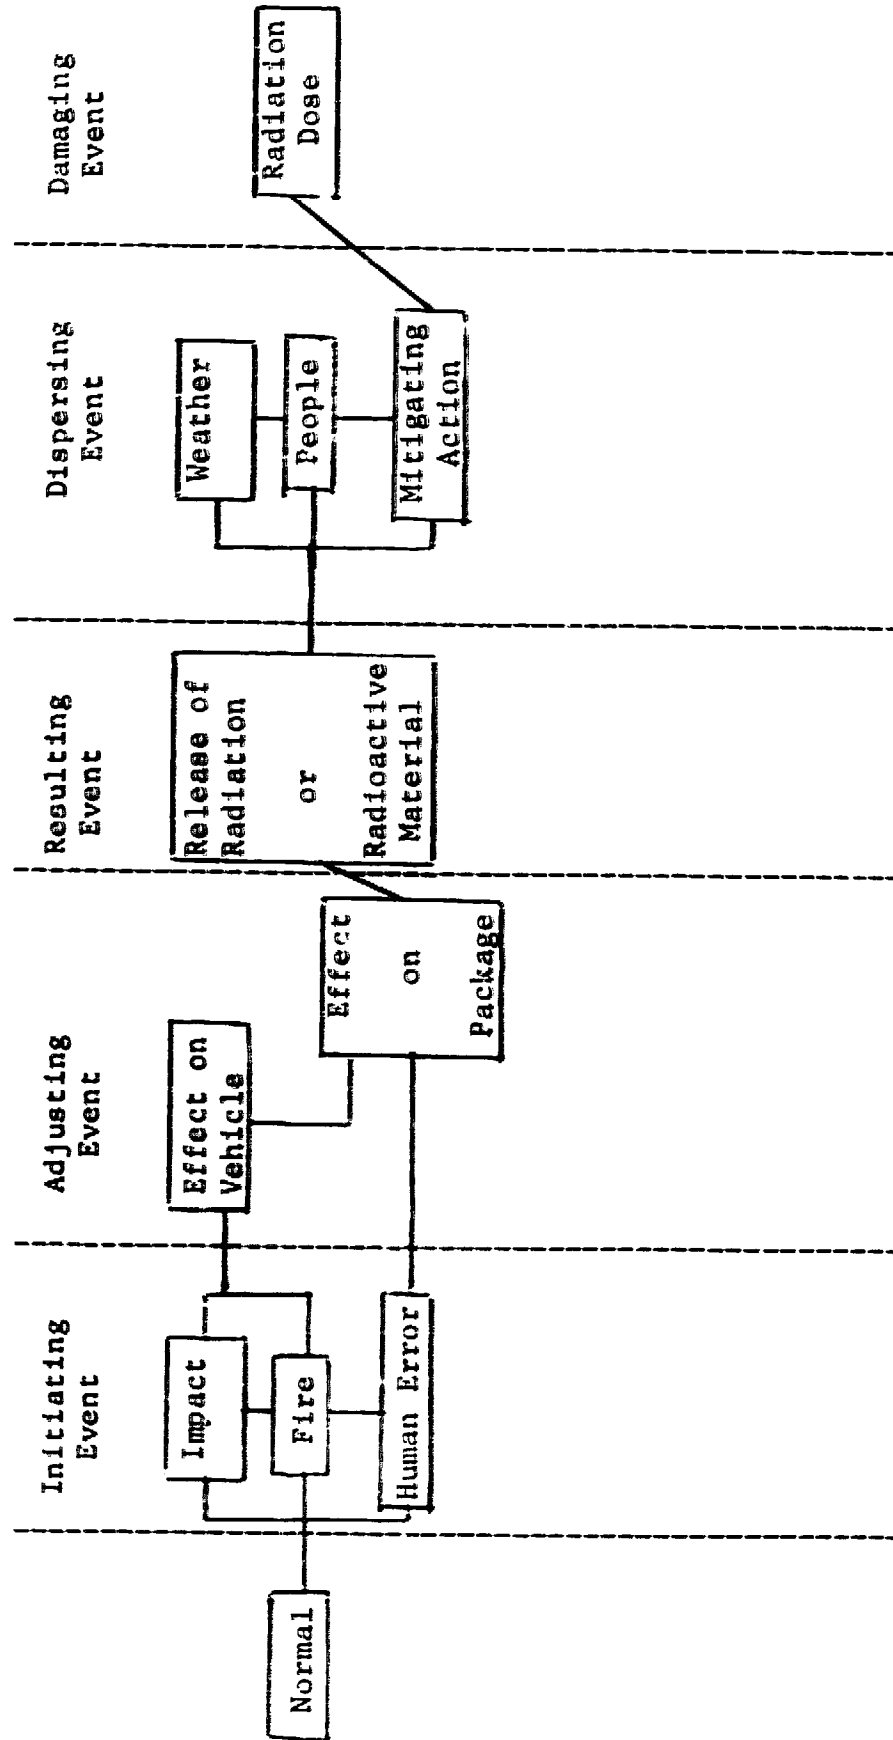 Initiating
Event
Adjusting
Event
Resulting
Event
Dispersing
Event
Damaging
Event
Normal
Impact
Fire
Human Error
Effect on
Vehicle
Effect
on
Package
Release of
Radiation
or
Radioactive
Material
Weather
People
Mitigating
Action
Radiation
Dose